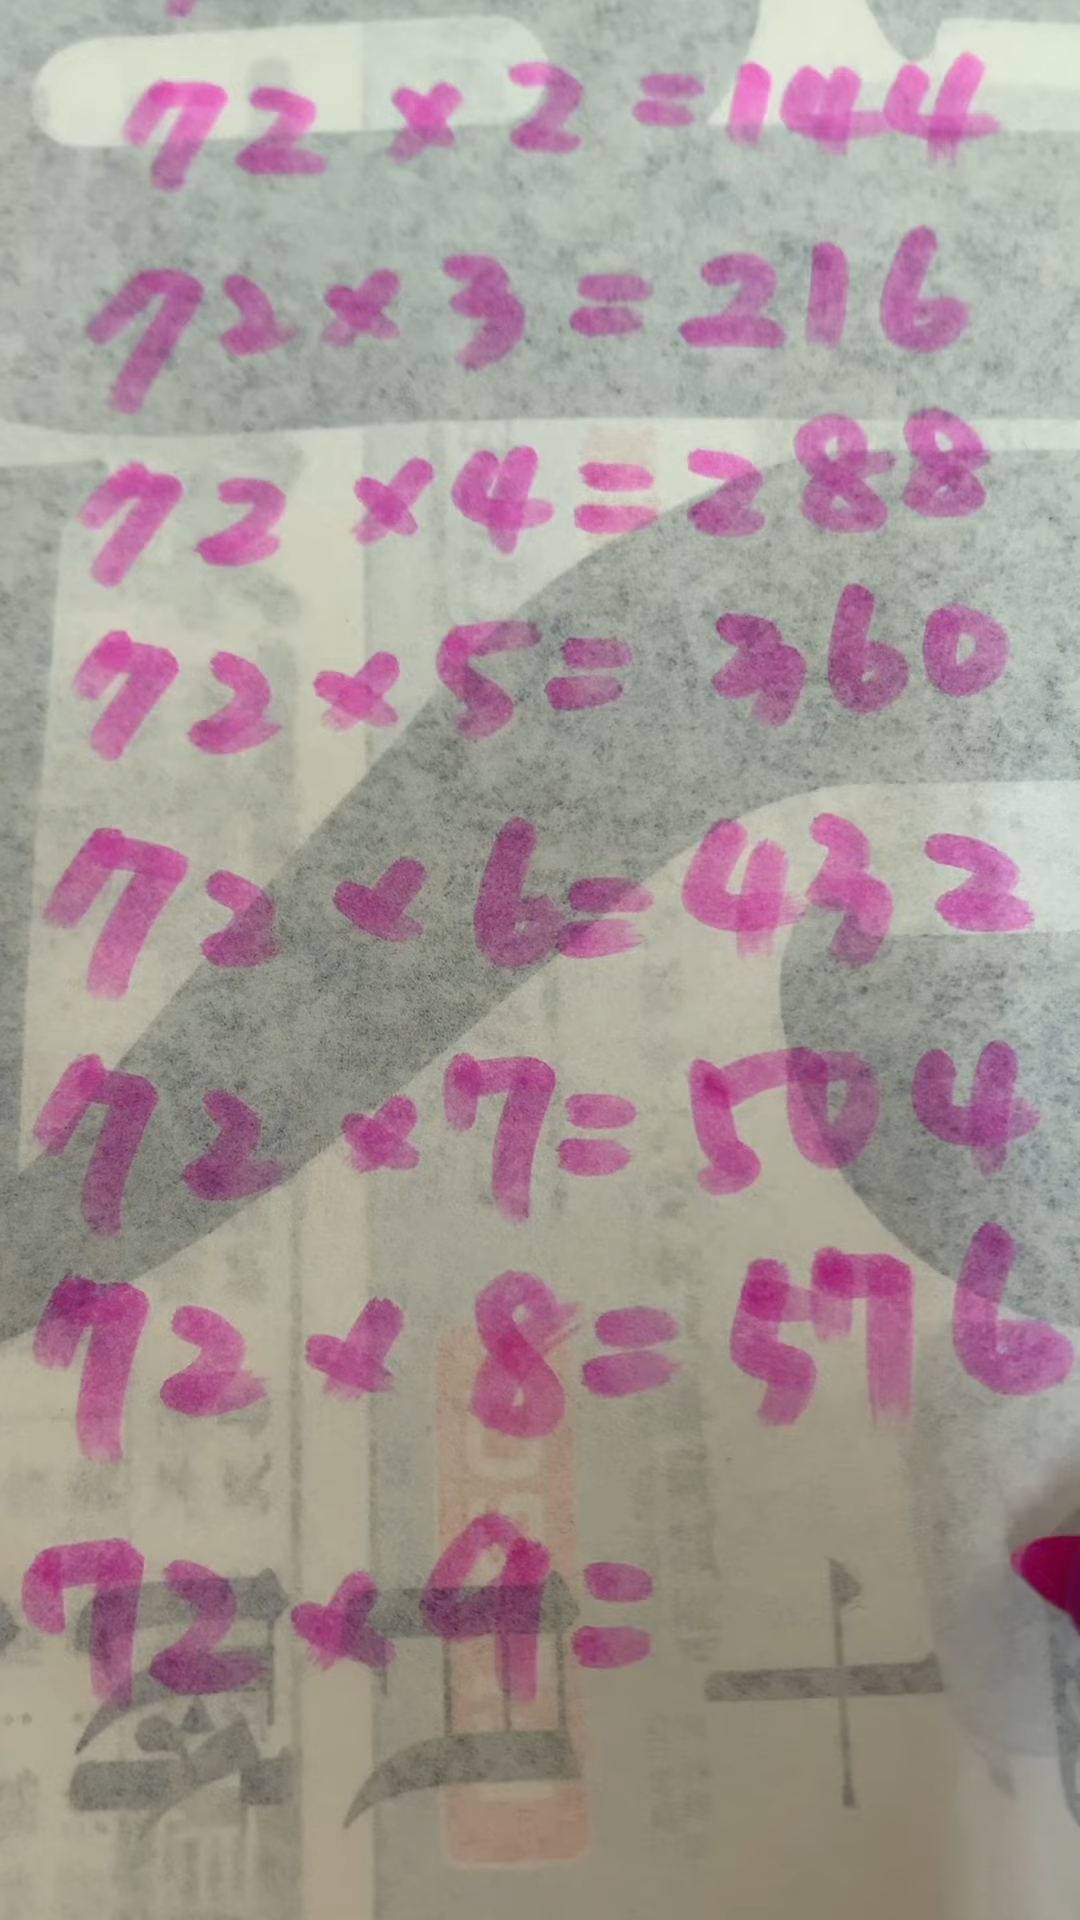 72 × 2 = 144
72 × 3 = 216
72 × 4 = 288
72 × 5 = 360
72 × 6 = 432
72 × 7 = 504
72 × 8 = 576
72 × 9 =